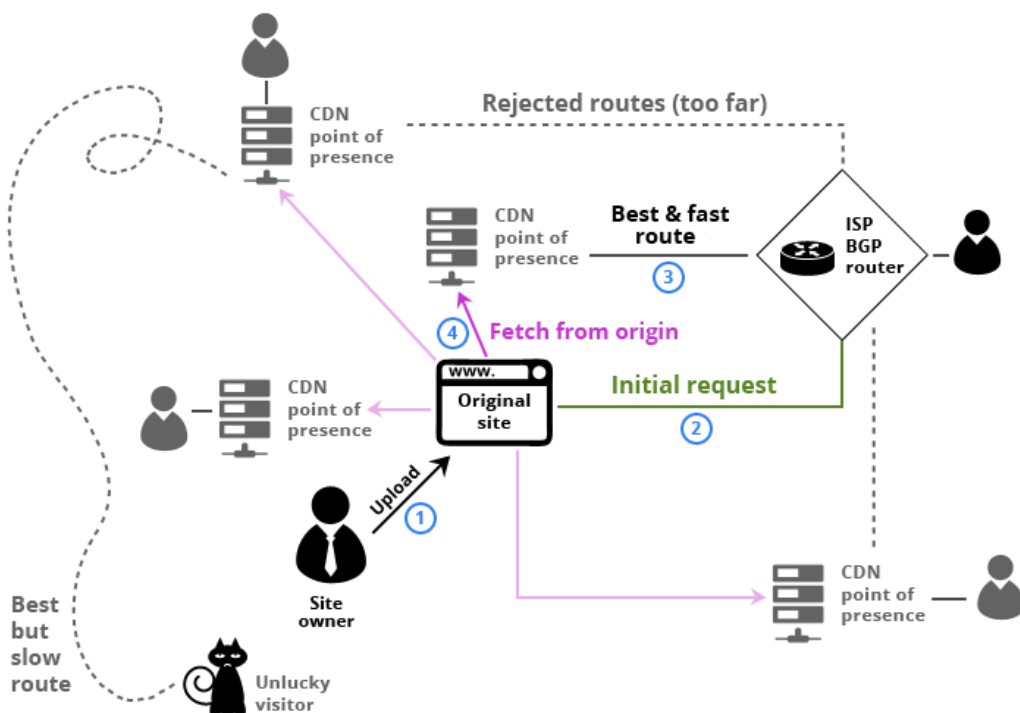 CDN
point of
presence
Rejected routes (too far)
CDN
point of
presence
Best & fast
route
3
ISP
BGP
router
4
Fetch from origin
www.
Original
site
Initial request
2
CDN
point of
presence
Upload
1
Site
owner
CDN
point of
presence
Best
but
slow
route
Unlucky
visitor